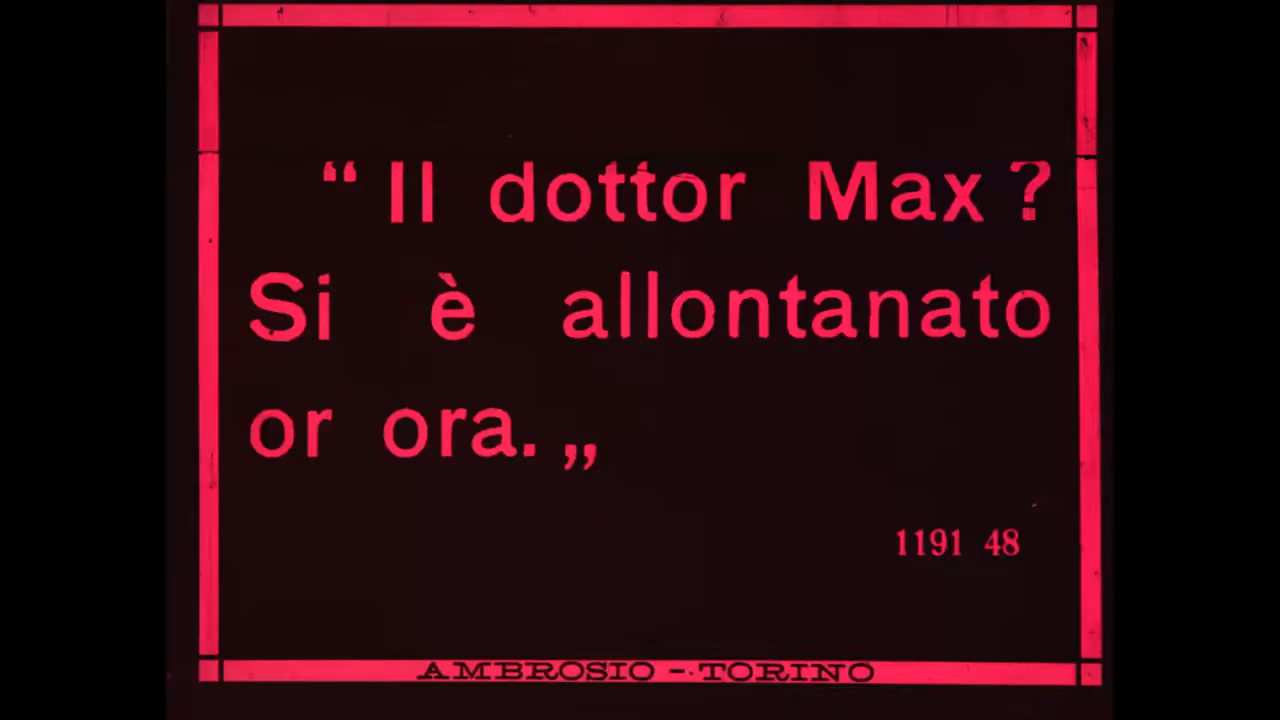 “Il dottor Max?
Si è allontanato
or ora.„
1191 48
AMBROSIO - TORINO